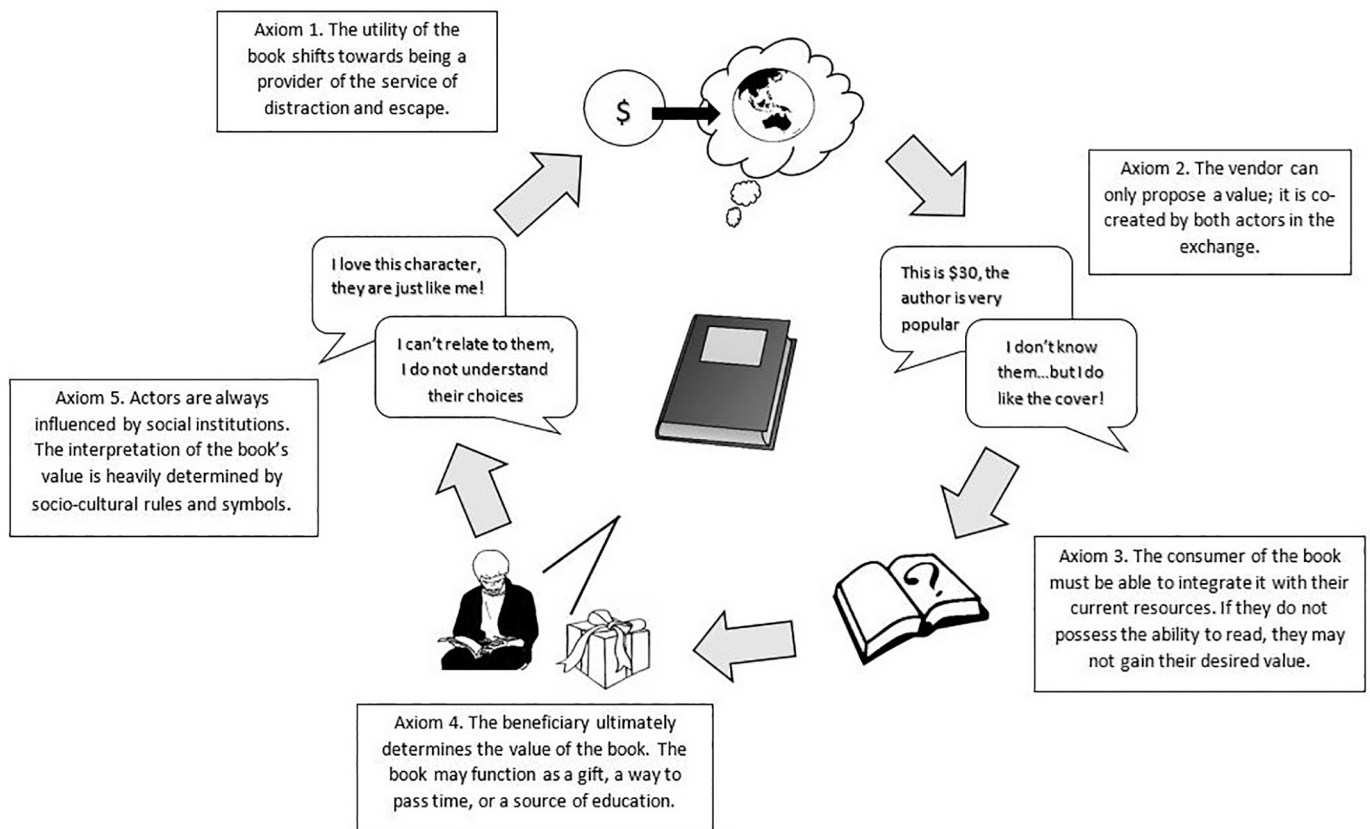 Axiom 1. The utility of the
book shifts towards being a
provider of the service of
distraction and escape.
$
Axiom 2. The vendor can
only propose a value; it is co-
created by both actors in the
exchange.
This is $30, the
author is very
popular
I don't know
them...but I do
like the cover!
Axiom 3. The consumer of the book
must be able to integrate it with their
current resources. If they do not
possess the ability to read, they may
not gain their desired value.
?
Axiom 4. The beneficiary ultimately
determines the value of the book. The
book may function as a gift, a way to
pass time, or a source of education.
Axiom 5. Actors are always
influenced by social institutions.
The interpretation of the book's
value is heavily determined by
socio-cultural rules and symbols.
I love this character,
they are just like me!
I can't relate to them,
I do not understand
their choices